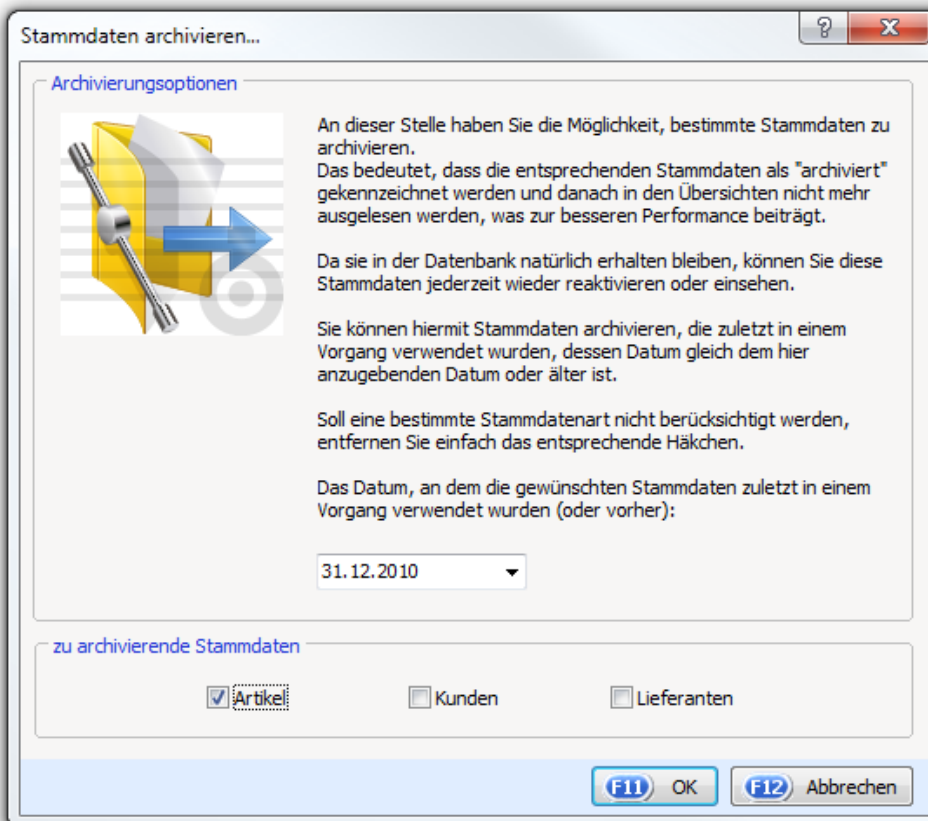 Stammdaten archivieren...
?
X
Archivierungsoptionen
An dieser Stelle haben Sie die Möglichkeit, bestimmte Stammdaten zu
archivieren.
Das bedeutet, dass die entsprechenden Stammdaten als "archiviert"
gekennzeichnet werden und danach in den Übersichten nicht mehr
ausgelesen werden, was zur besseren Performance beiträgt.
Da sie in der Datenbank natürlich erhalten bleiben, können Sie diese
Stammdaten jederzeit wieder reaktivieren oder einsehen.
Sie können hiermit Stammdaten archivieren, die zuletzt in einem
Vorgang verwendet wurden, dessen Datum gleich dem hier
anzugebenden Datum oder älter ist.
Soll eine bestimmte Stammdatenart nicht berücksichtigt werden,
entfernen Sie einfach das entsprechende Häkchen.
Das Datum, an dem die gewünschten Stammdaten zuletzt in einem
Vorgang verwendet wurden (oder vorher):
31.12.2010
zu archivierende Stammdaten
Artikel Kunden Lieferanten
F11 OK F12 Abbrechen